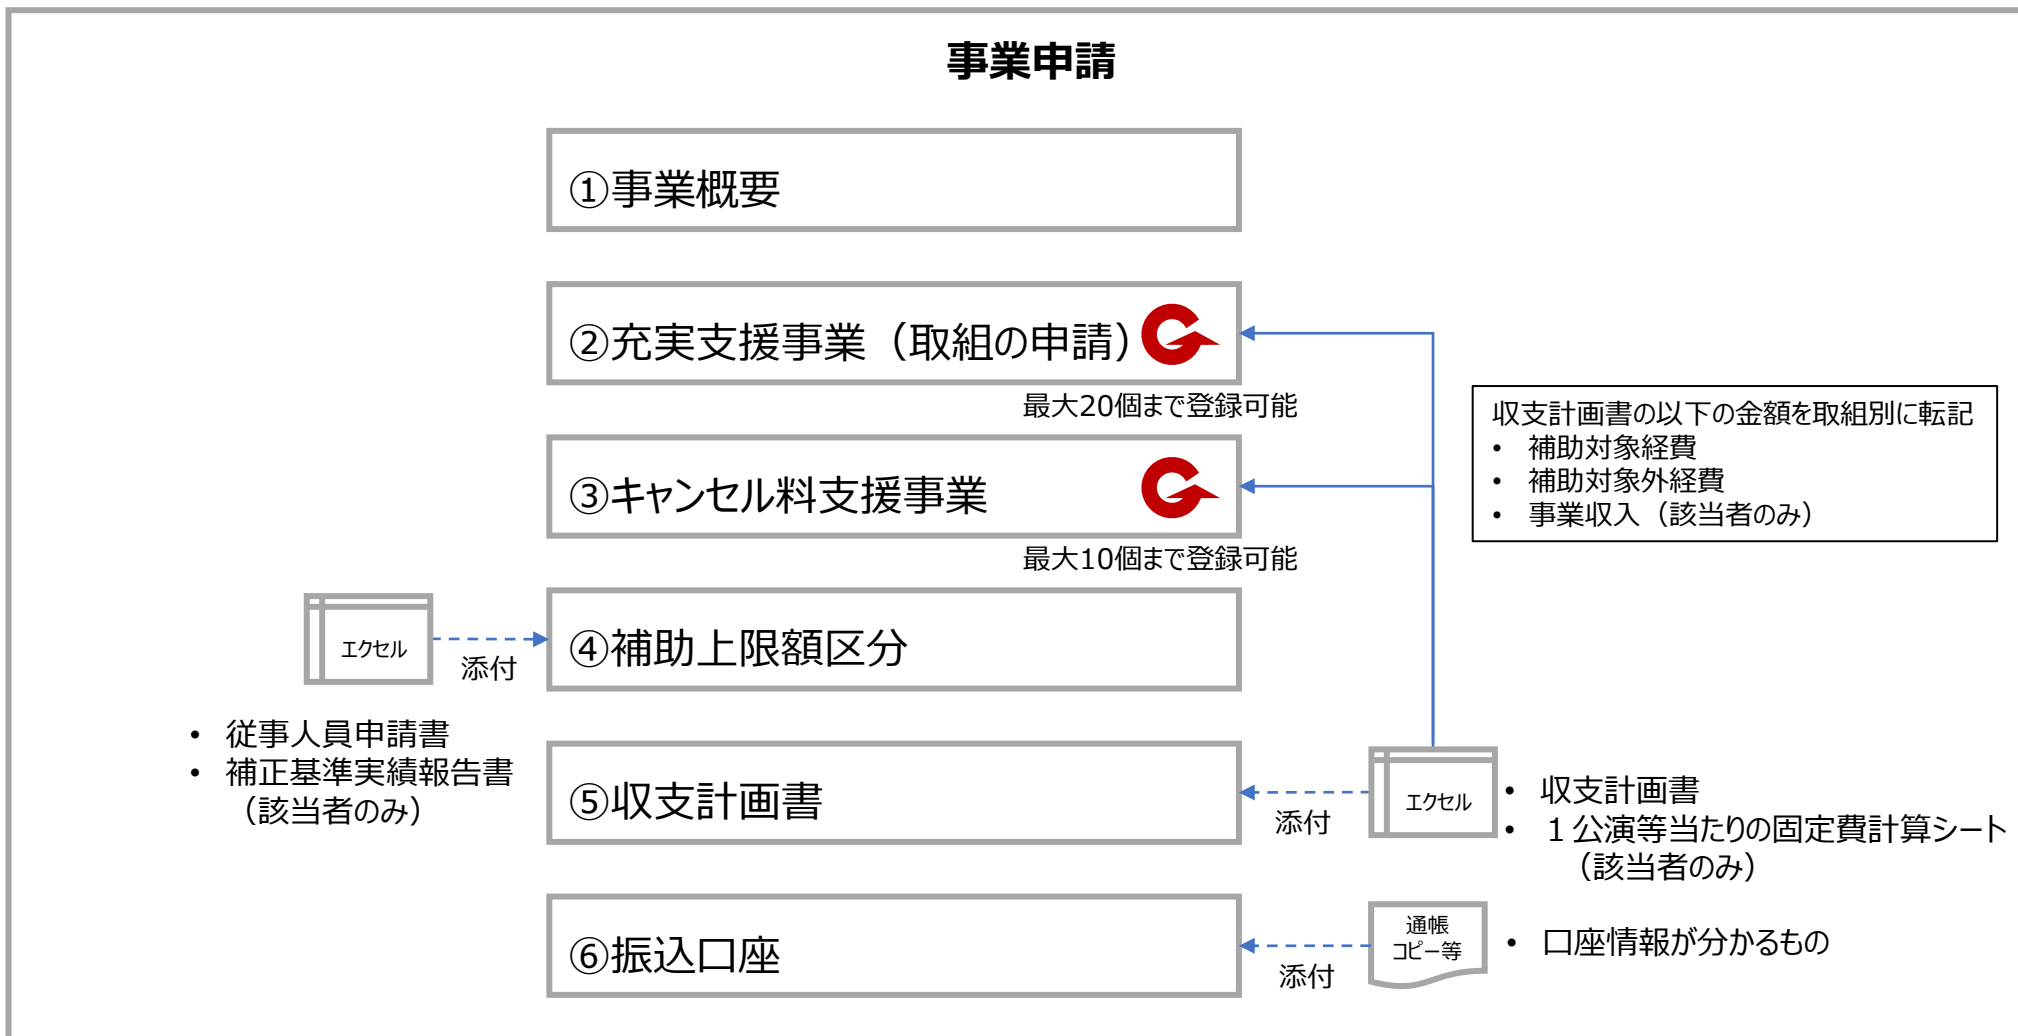 事業申請
①事業概要
②充実支援事業（取組の申請）
最大20個まで登録可能
収支計画書の以下の金額を取組別に転記
• 補助対象経費
• 補助対象外経費
• 事業収入（該当者のみ）
③キャンセル料支援事業
最大10個まで登録可能
エクセル
添付
④補助上限額区分
• 従事人員申請書
• 補正基準実績報告書
（該当者のみ）
⑤収支計画書
添付
エクセル
• 収支計画書
• １公演等当たりの固定費計算シート
（該当者のみ）
⑥振込口座
添付
通帳
コピー等
• 口座情報が分かるもの